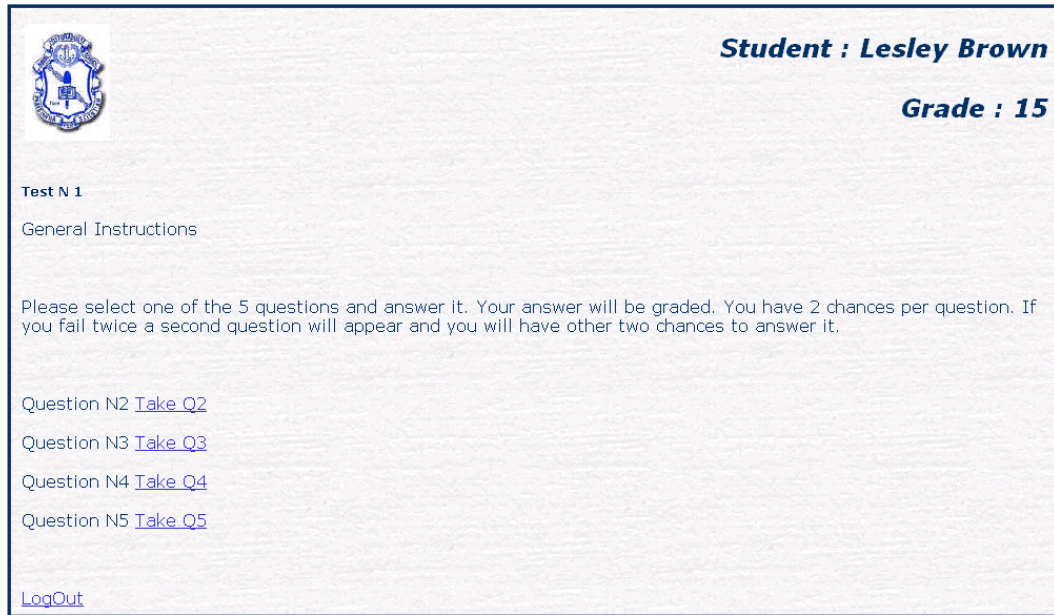 Student : Lesley Brown
Grade : 15
Test N 1
General Instructions
Please select one of the 5 questions and answer it. Your answer will be graded. You have 2 chances per question. If
you fail twice a second question will appear and you will have other two chances to answer it.
Question N2 Take Q2
Question N3 Take Q3
Question N4 Take Q4
Question N5 Take Q5
LogOut